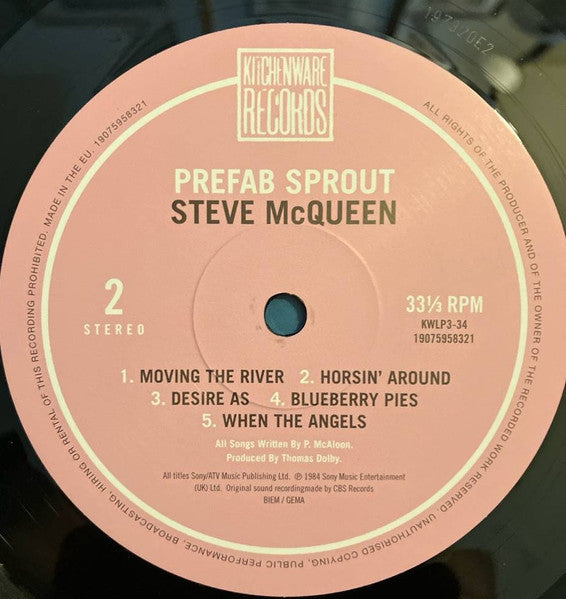 KITCHENWARE
RECORDS
PREFAB SPROUT
STEVE McQUEEN
2
STEREO
33⅓ RPM
KWLP3-34
19075958321
1. MOVING THE RIVER 2. HORSIN' AROUND
3. DESIRE AS 4. BLUEBERRY PIES
5. WHEN THE ANGELS
All Songs Written By P. McAloon.
Produced By Thomas Dolby.
All titles Sony/ATV Music Publishing Ltd. ℗ 1984 Sony Music Entertainment
(UK) Ltd. Original sound recordingmade by CBS Records
BIEM / GEMA
ALL RIGHTS OF THE PRODUCER AND OF THE OWNER OF THE RECORDED WORK RESERVED. UNAUTHORISED COPYING, PUBLIC PERFORMANCE, BROADCASTING, HIRING OR RENTAL OF THIS RECORDING PROHIBITED. MADE IN THE EU. 19075958321